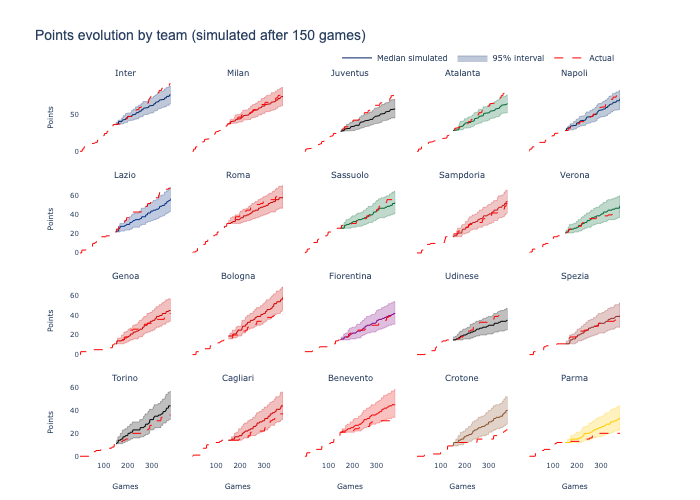 Points evolution by team (simulated after 150 games)
Median simulated 95% interval Actual
Inter Milan Juventus Atalanta Napoli
Points
50
0
Lazio Roma Sassuolo Sampdoria Verona
Points
60
40
20
0
Genoa Bologna Fiorentina Udinese Spezia
Points
60
40
20
0
Torino Cagliari Benevento Crotone Parma
Points
60
40
20
0
100 200 300 100 200 300 100 200 300 100 200 300 100 200 300
Games Games Games Games Games